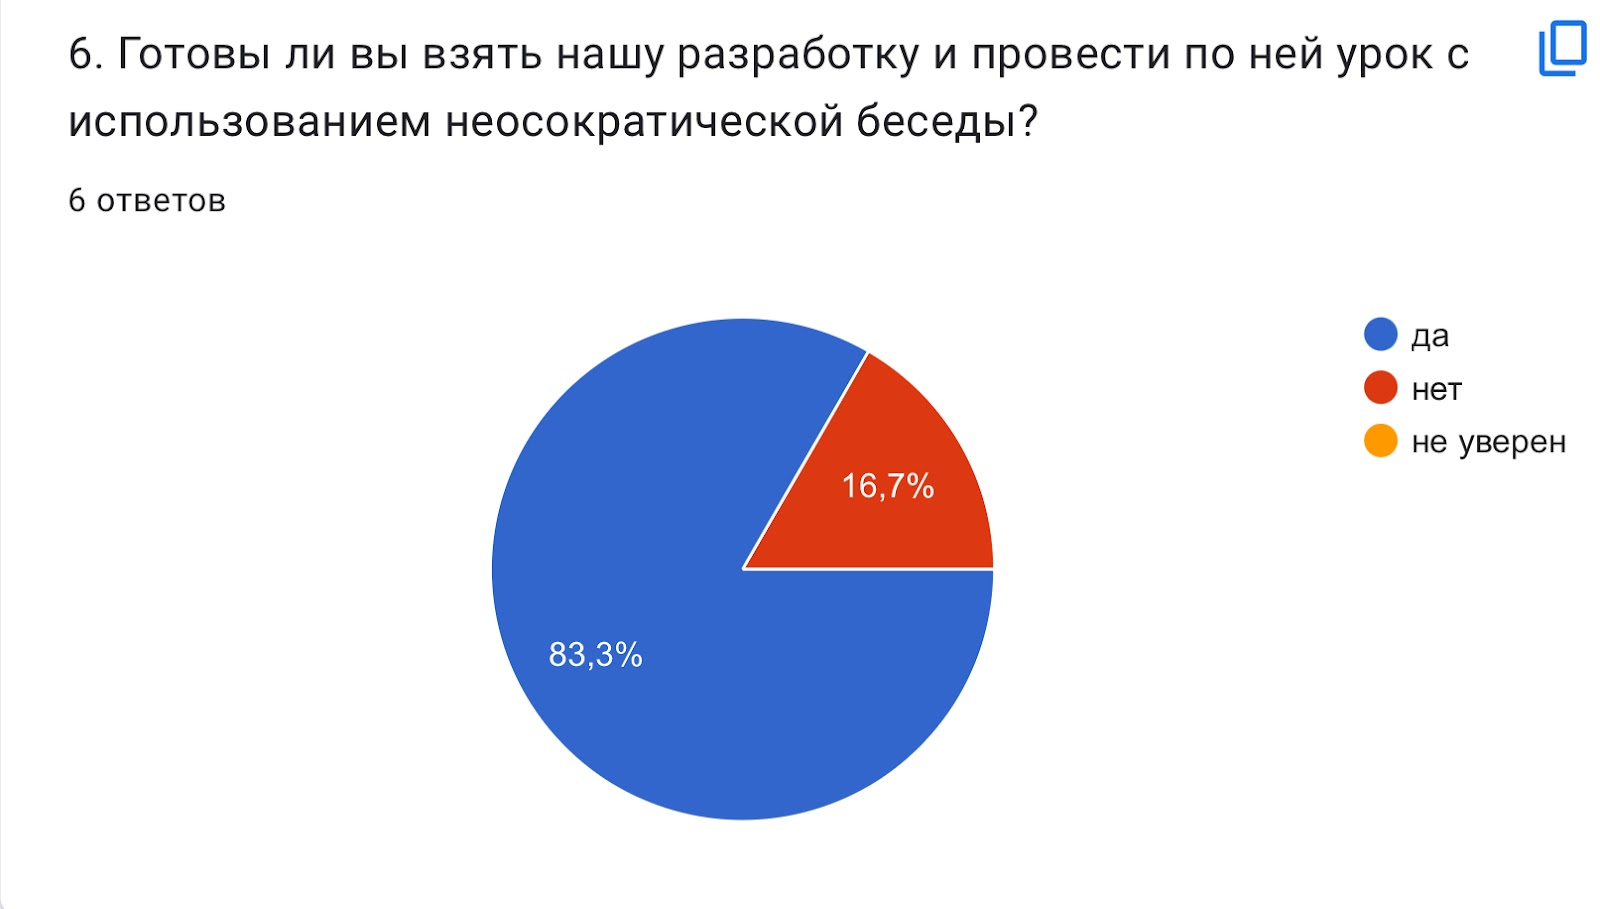 6. Готовы ли вы взять нашу разработку и провести по ней урок с
использованием неосократической беседы?
6 ответов
да
нет
не уверен
16,7%
83,3%